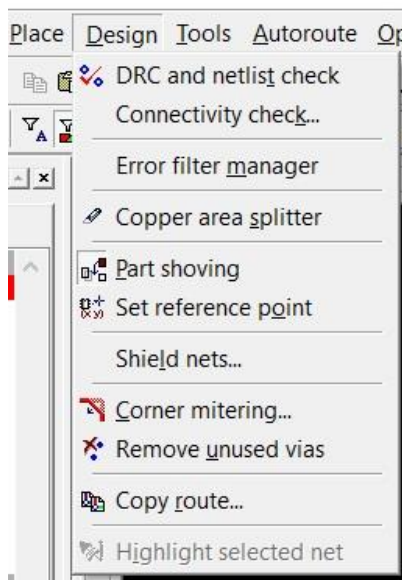 Place Design Tools Autoroute Op
DRC and netlist check
Connectivity check...
Error filter manager
Copper area splitter
Part shoving
Set reference point
Shield nets...
Corner mitering...
Remove unused vias
Copy route...
Highlight selected net